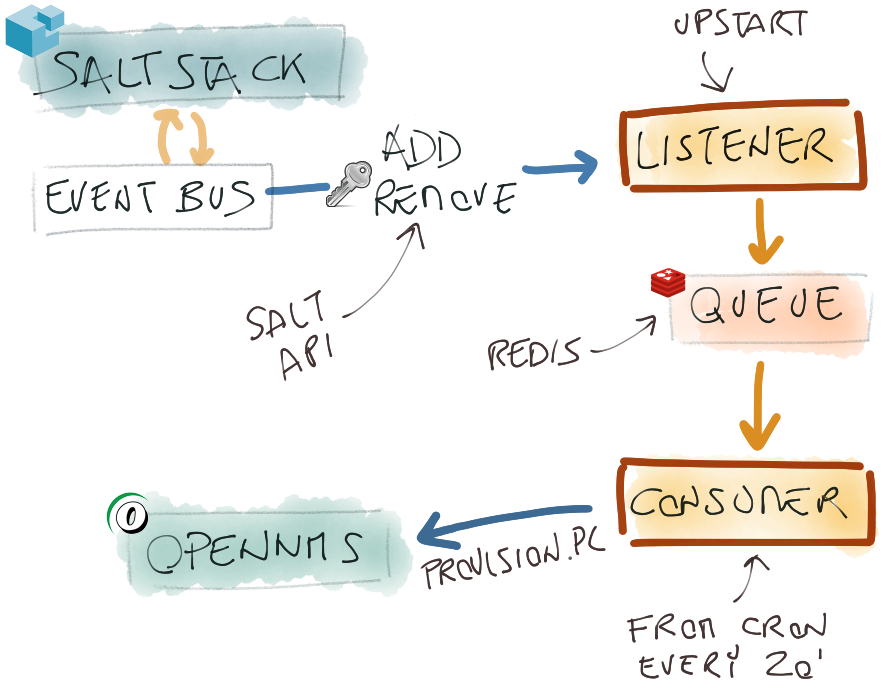 UPSTART
SALTSTACK
ADD
REMOVE
LISTENER
EVENT BUS
SALT
API
QUEUE
REDIS
CONSUMER
OPENNMS
PROVISION.PL
FROM CRON
EVERY 20'